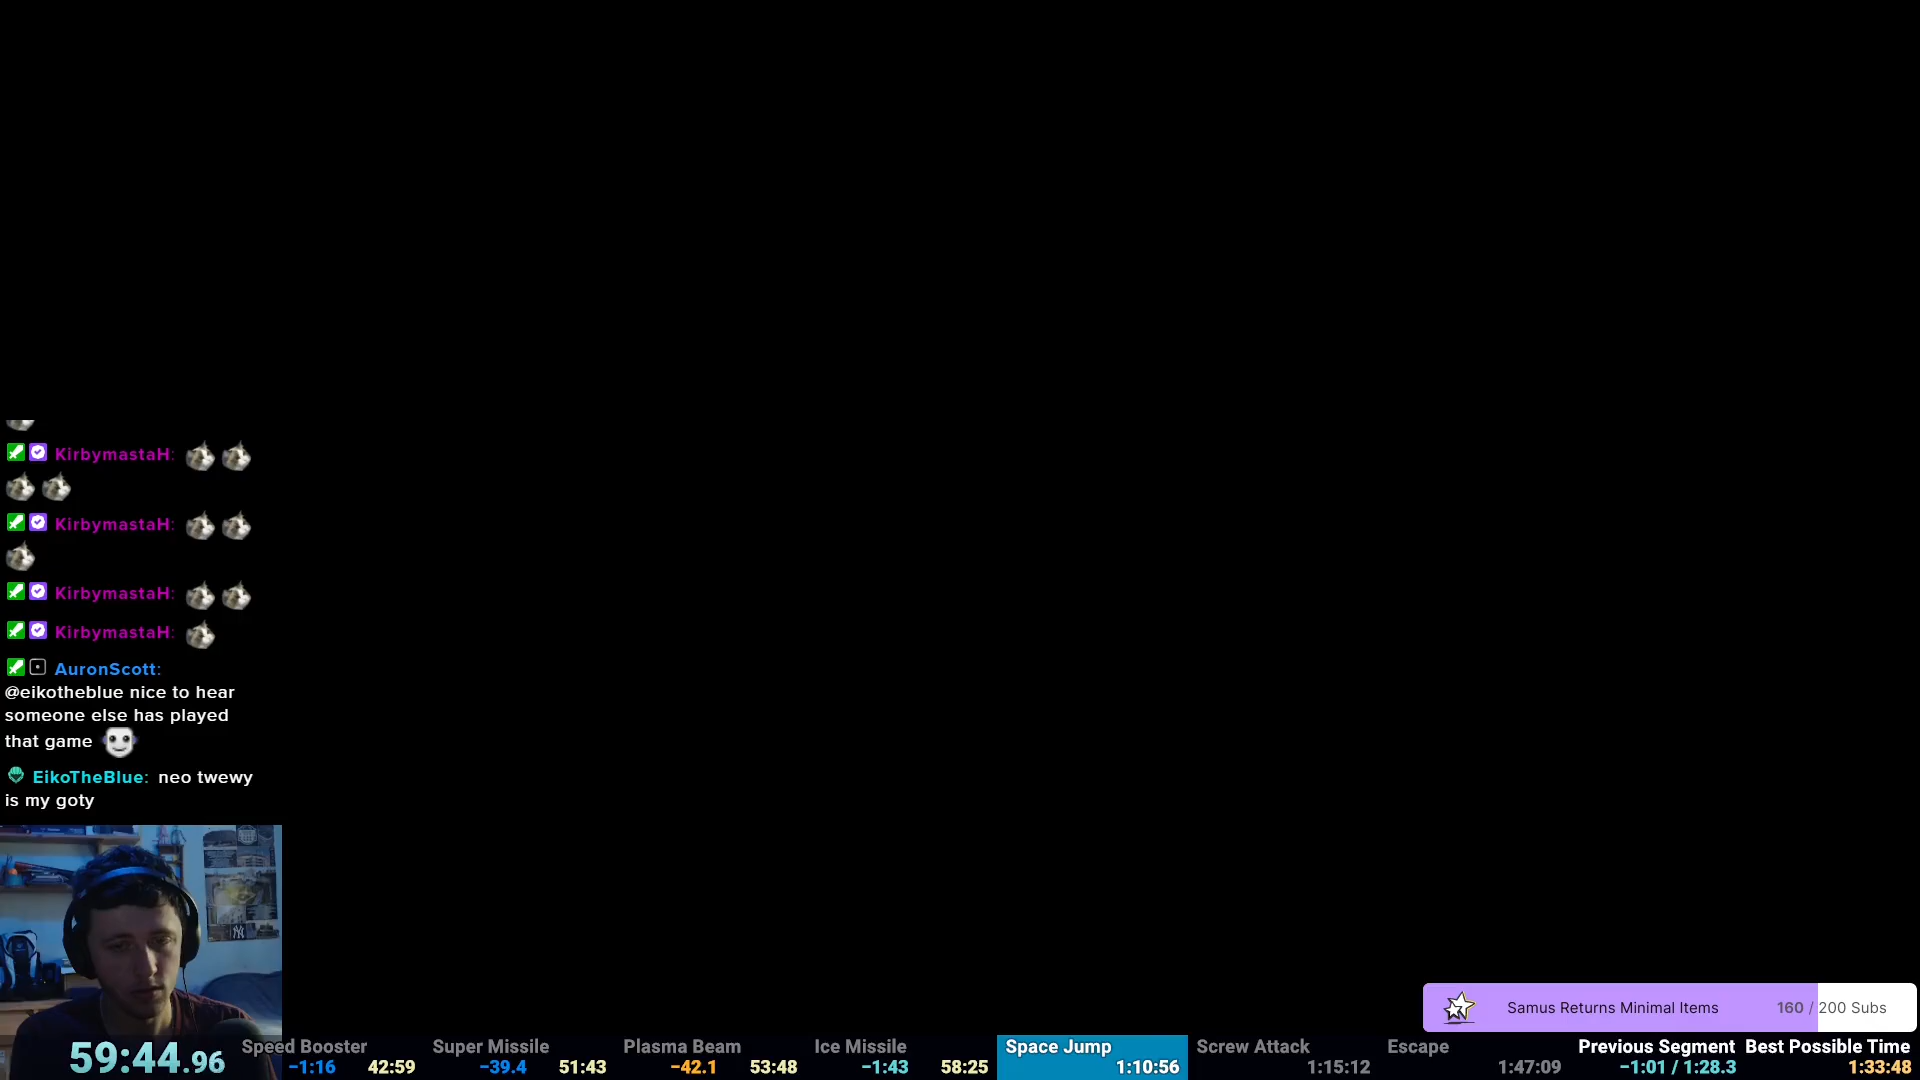 KirbymastaH:
KirbymastaH:
KirbymastaH:
KirbymastaH:
AuronScott:
@eikotheblue nice to hear
someone else has played
that game
EikoTheBlue: neo twewy
is my goty
Samus Returns Minimal Items 160 / 200 Subs
59:44.96
Speed Booster
−1:16 42:59
Super Missile
−39.4 51:43
Plasma Beam
−42.1 53:48
Ice Missile
−1:43 58:25
Space Jump
1:10:56
Screw Attack
1:15:12
Escape
1:47:09
Previous Segment
−1:01 / 1:28.3
Best Possible Time
1:33:48